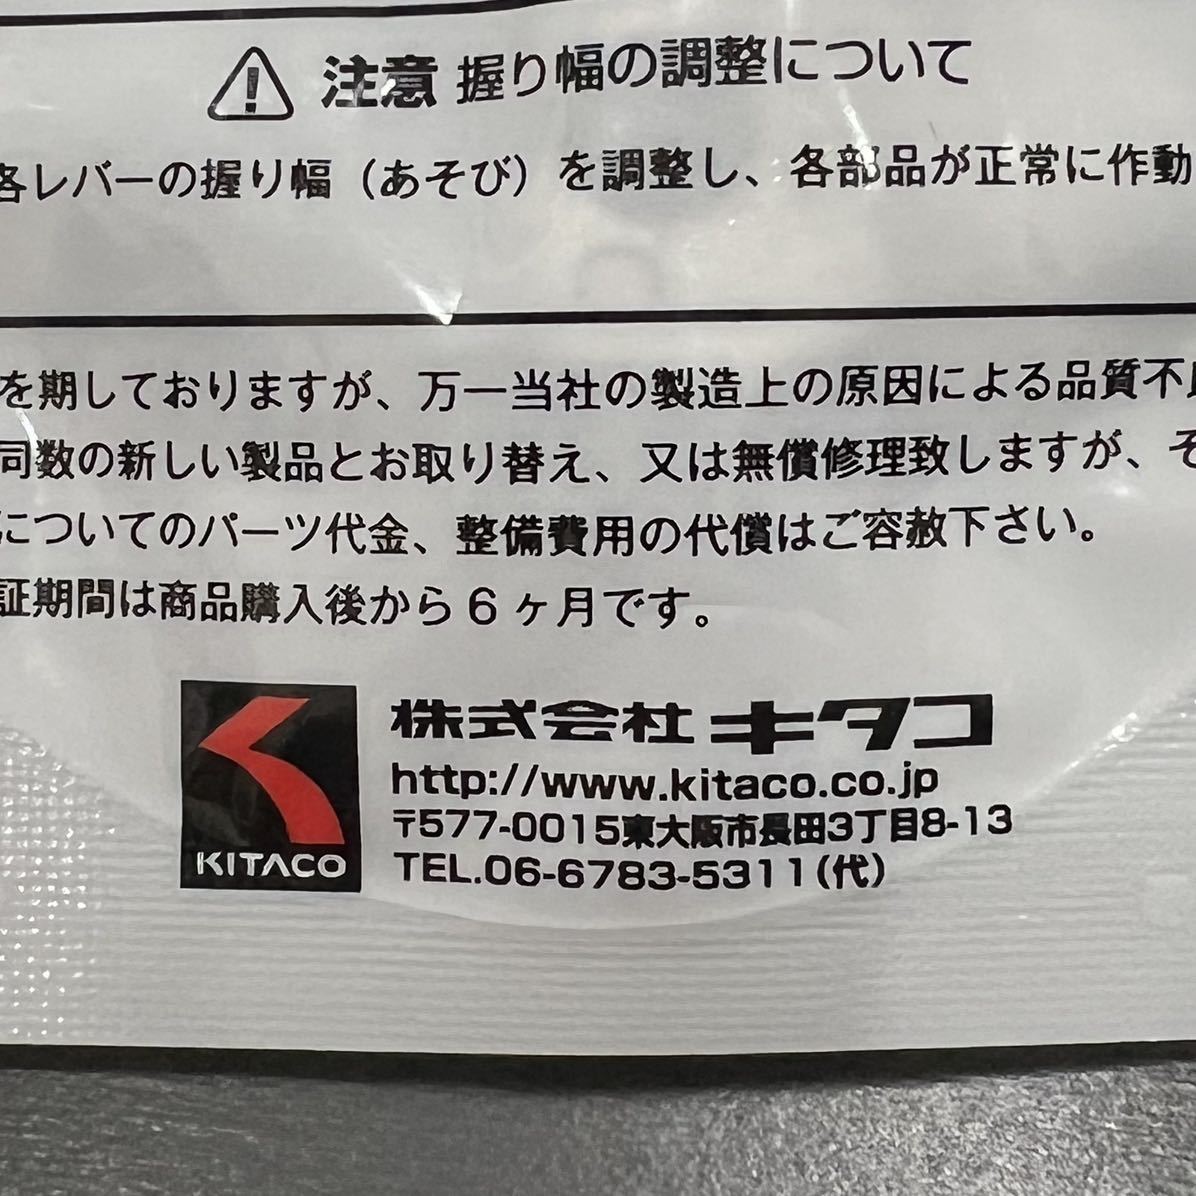 注意 握り幅の調整について
各レバーの握り幅（あそび）を調整し、各部品が正常に作動
を期しておりますが、万一当社の製造上の原因による品質不
同数の新しい製品とお取り替え、又は無償修理致しますが、そ
についてのパーツ代金、整備費用の代償はご容赦下さい。
証期間は商品購入後から6ヶ月です。
KITACO
株式会社キタコ
http://www.kitaco.co.jp
〒577-0015東大阪市長田3丁目8-13
TEL.06-6783-5311(代)